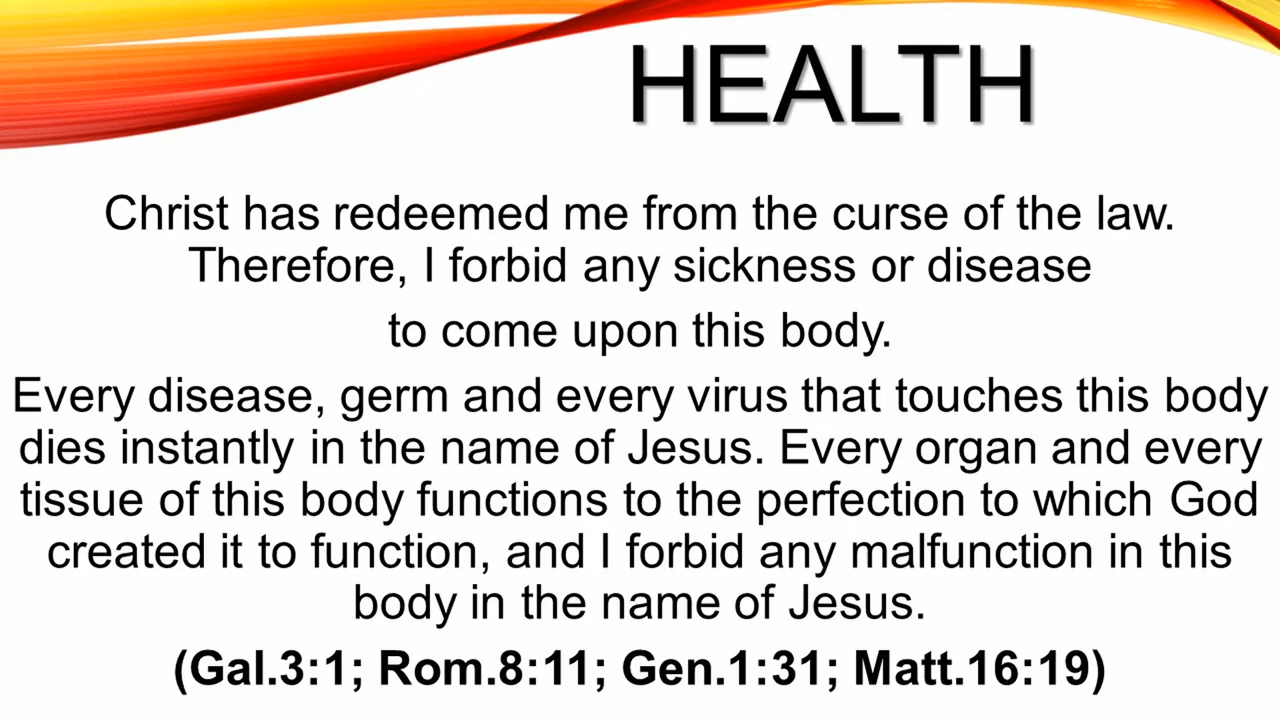 HEALTH
Christ has redeemed me from the curse of the law.
Therefore, I forbid any sickness or disease
to come upon this body.
Every disease, germ and every virus that touches this body
dies instantly in the name of Jesus. Every organ and every
tissue of this body functions to the perfection to which God
created it to function, and I forbid any malfunction in this
body in the name of Jesus.
(Gal.3:1; Rom.8:11; Gen.1:31; Matt.16:19)